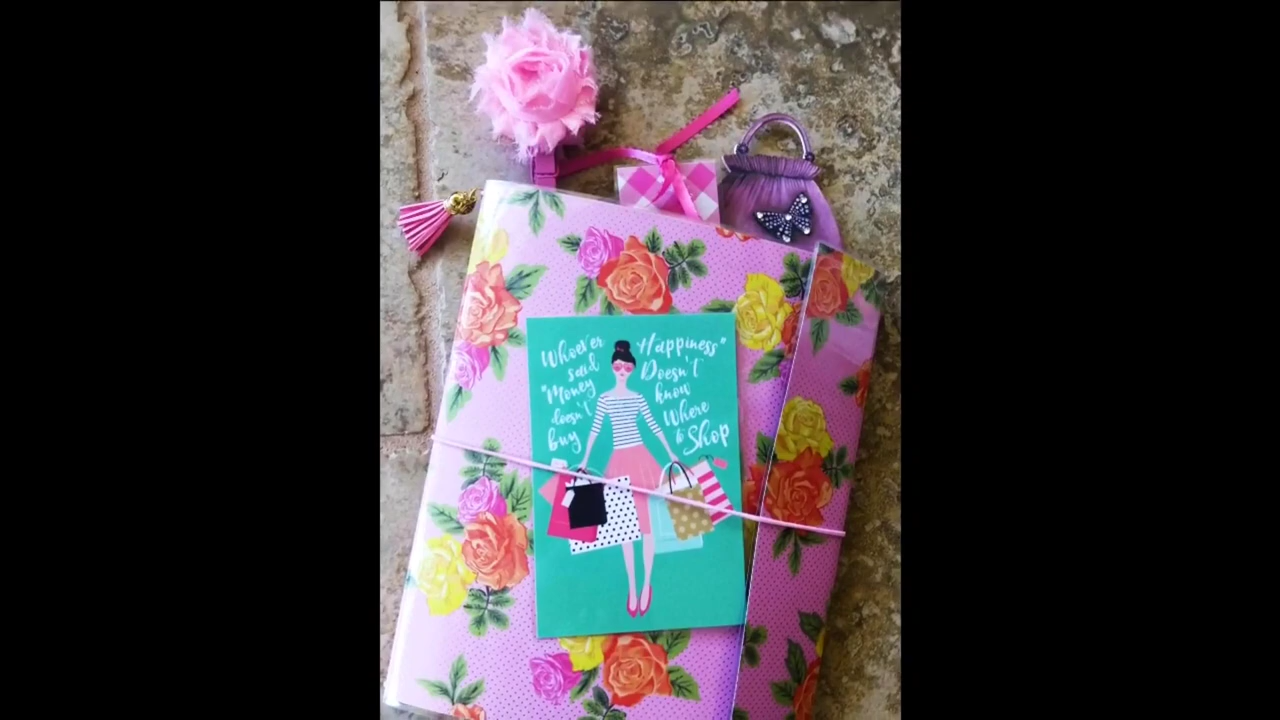 Whoever
said
"Money
doesn't
buy
Happiness"
Doesn't
know
Where
to Shop